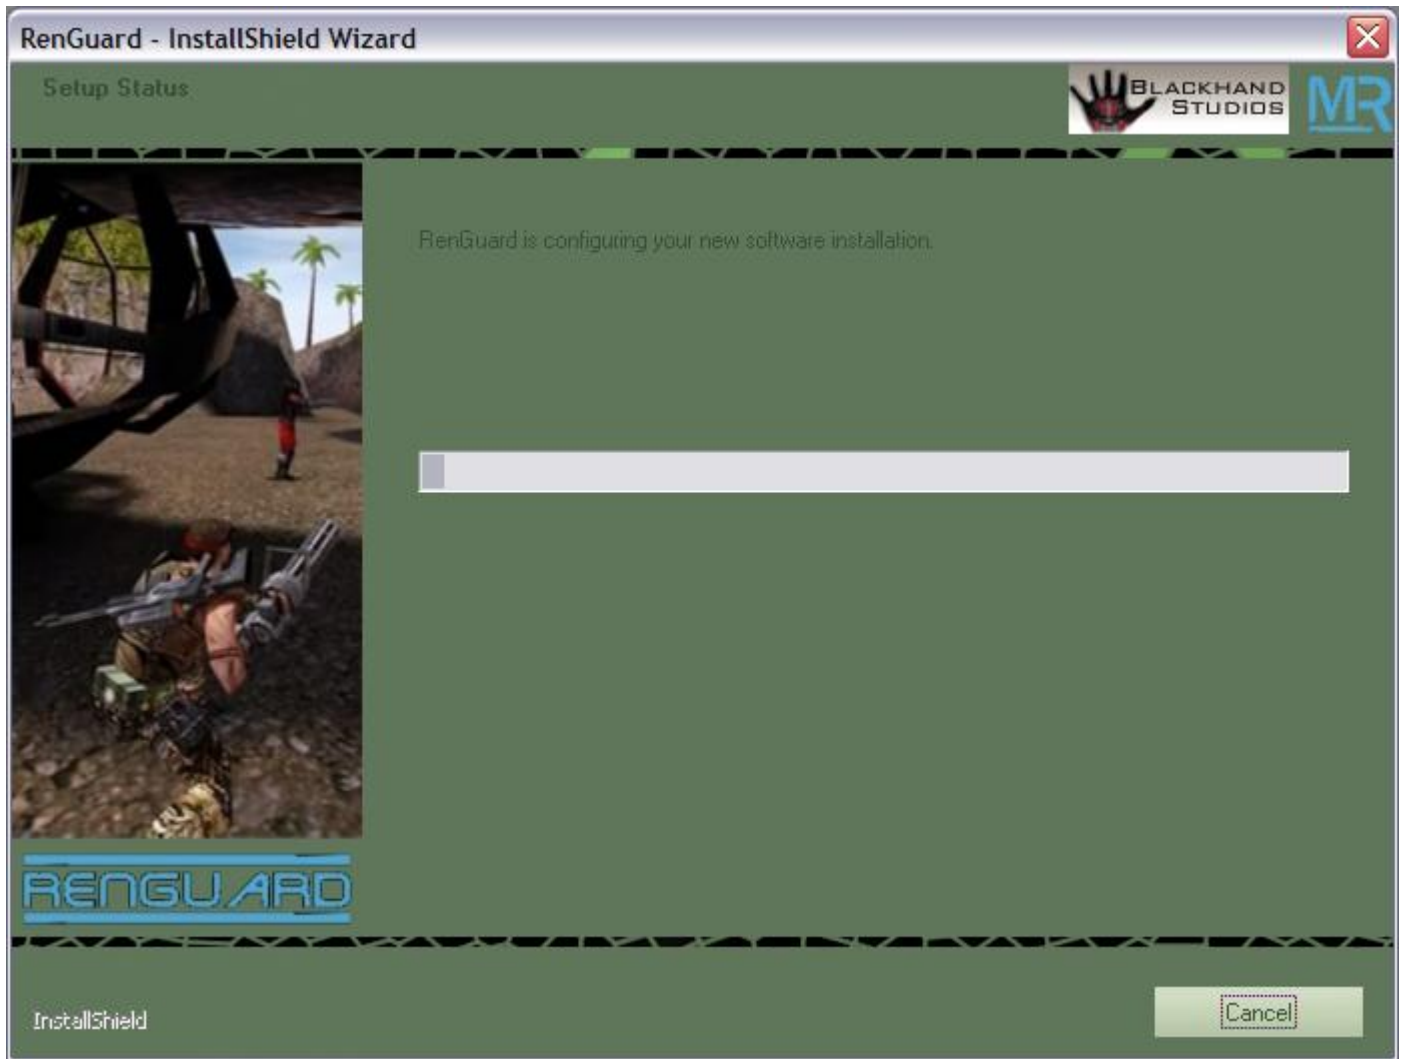 RenGuard - InstallShield Wizard
Setup Status
BLACKHAND
STUDIOS
MR
RenGuard is configuring your new software installation.
RENGUARD
InstallShield
Cancel